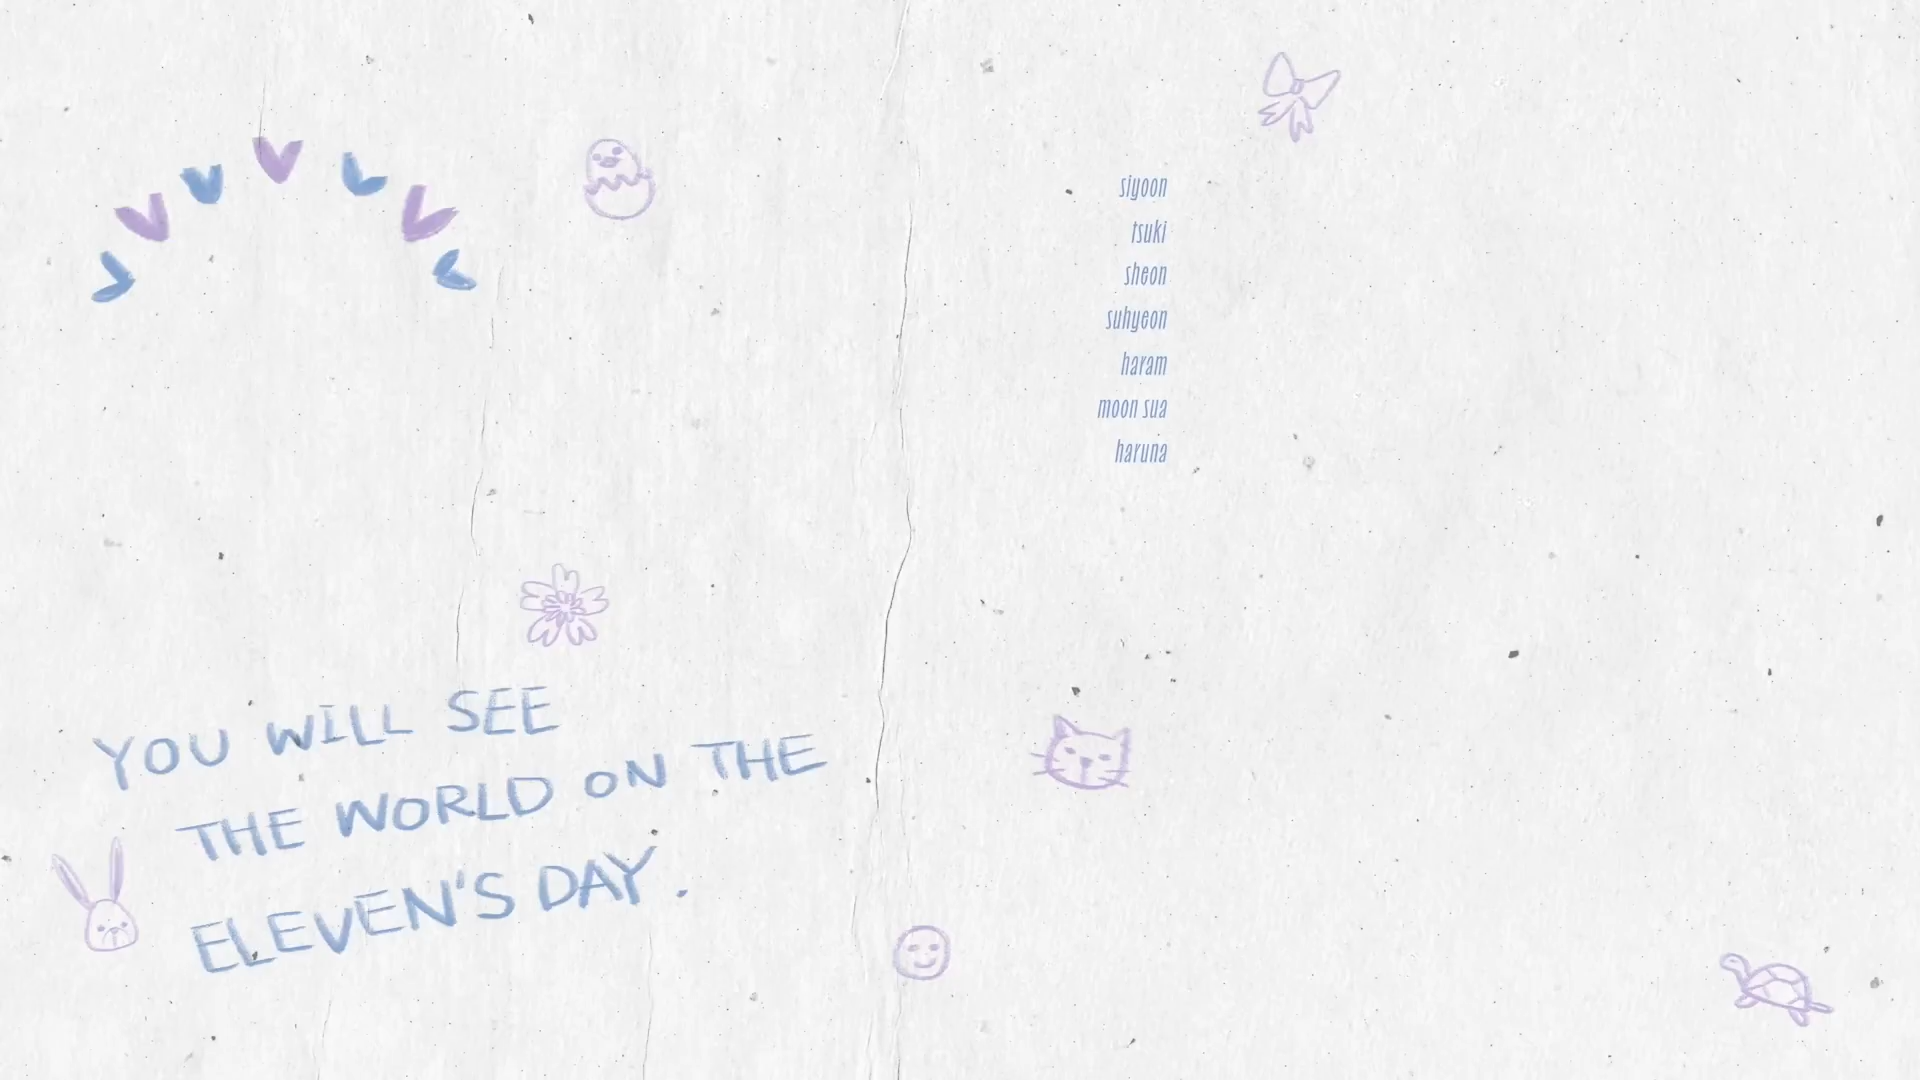 siyoon
tsuki
sheon
suhyeon
haram
moon sua
haruna
YOU WILL SEE
THE WORLD ON THE
ELEVEN'S DAY.